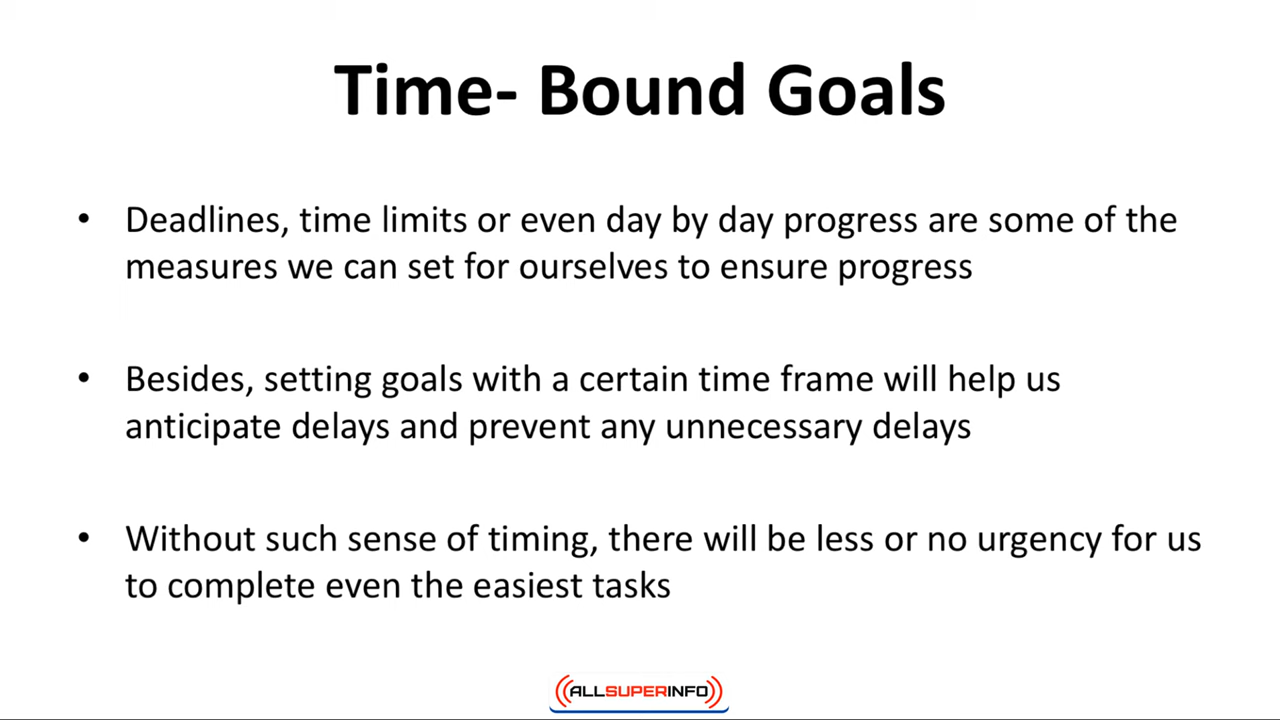 Time- Bound Goals
• Deadlines, time limits or even day by day progress are some of the
measures we can set for ourselves to ensure progress
• Besides, setting goals with a certain time frame will help us
anticipate delays and prevent any unnecessary delays
• Without such sense of timing, there will be less or no urgency for us
to complete even the easiest tasks
ALLSUPERINFO